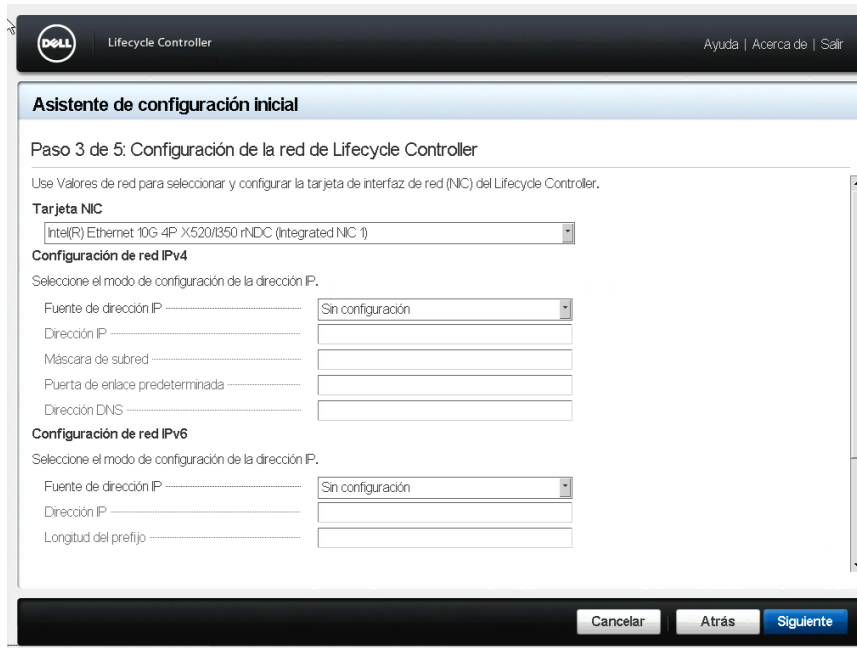 DELL
Lifecycle Controller
Ayuda | Acerca de | Salir
Asistente de configuración inicial
Paso 3 de 5: Configuración de la red de Lifecycle Controller
Use Valores de red para seleccionar y configurar la tarjeta de interfaz de red (NIC) del Lifecycle Controller.
Tarjeta NIC
Intel(R) Ethernet 10G 4P X520/I350 rNDC (Integrated NIC 1)
Configuración de red IPv4
Seleccione el modo de configuración de la dirección IP.
Fuente de dirección IP Sin configuración
Dirección IP
Máscara de subred
Puerta de enlace predeterminada
Dirección DNS
Configuración de red IPv6
Seleccione el modo de configuración de la dirección IP.
Fuente de dirección IP Sin configuración
Dirección IP
Longitud del prefijo
Cancelar Atrás Siguiente